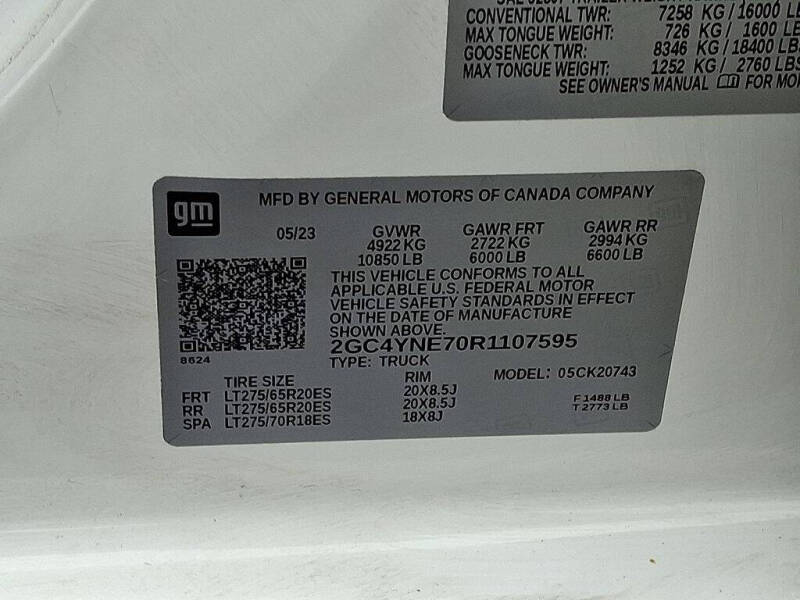 CONVENTIONAL TWR: 7258 KG/16000
MAX TONGUE WEIGHT: 726 KG/ 1600 LB
GOOSENECK TWR: 8346 KG/18400 LBS
MAX TONGUE WEIGHT: 1252 KG/ 2760 LBS
SEE OWNER'S MANUAL FOR
gm
MFD BY GENERAL MOTORS OF CANADA COMPANY
05/23 GVWR GAWR FRT GAWR RR
4922 KG 2722 KG 2994 KG
10850 LB 6000 LB 6600 LB
THIS VEHICLE CONFORMS TO ALL
APPLICABLE U.S. FEDERAL MOTOR
VEHICLE SAFETY STANDARDS IN EFFECT
ON THE DATE OF MANUFACTURE
SHOWN ABOVE.
2GC4YNE70R1107595
8624
TYPE: TRUCK MODEL: 05CK20743
TIRE SIZE RIM
FRT LT275/65R20ES 20X8.5J
RR LT275/65R20ES 20X8.5J
SPA LT275/70R18ES 18X8J
F 1488 LB
T 2773 LB